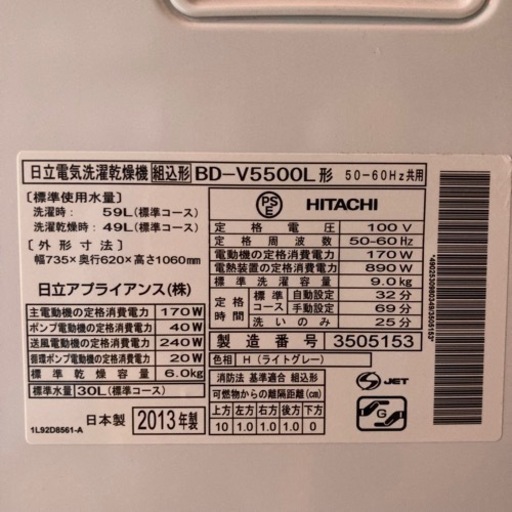 日立電気洗濯乾燥機 組込形 BD-V5500L形 50-60Hz共用
[標準使用水量]
洗濯時: 59L(標準コース)
洗乾時: 49L(標準コース)
[外形寸法]
幅735×奥行620×高さ1060mm
日立アプライアンス(株)
主電動機の定格消費電力 170W
ポンプ電動機の定格消費電力 40W
送風電動機の定格消費電力 240W
循環ポンプ電動機の定格消費電力 20W
標準乾燥容量 6.0kg
標準水量 30L(標準コース)
日本製 2013年製
1L92D8561-A
PS
E
HITACHI
定格電圧 100V
定格周波数 50-60Hz
電動機の定格消費電力 170W
電熱装置の定格消費電力 890W
標準洗濯容量 9.0kg
定格時間 標準コース 自動設定 32分
手動設定 69分
洗いのみ 25分
製造番号 3505153
色相 H(ライトグレー)
消防法 基準適合 組込形
可燃物からの離隔距離(cm)
上方 左方 右方 後方 下方
10 1.0 1.0 1.0 0
S JET
G